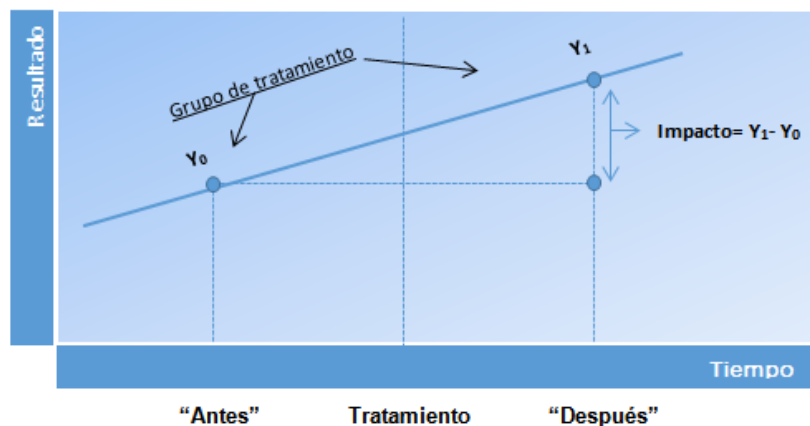 Resultado
Grupo de tratamiento
Y₁
Y₀
Impacto= Y₁- Y₀
Tiempo
“Antes”
Tratamiento
“Después”